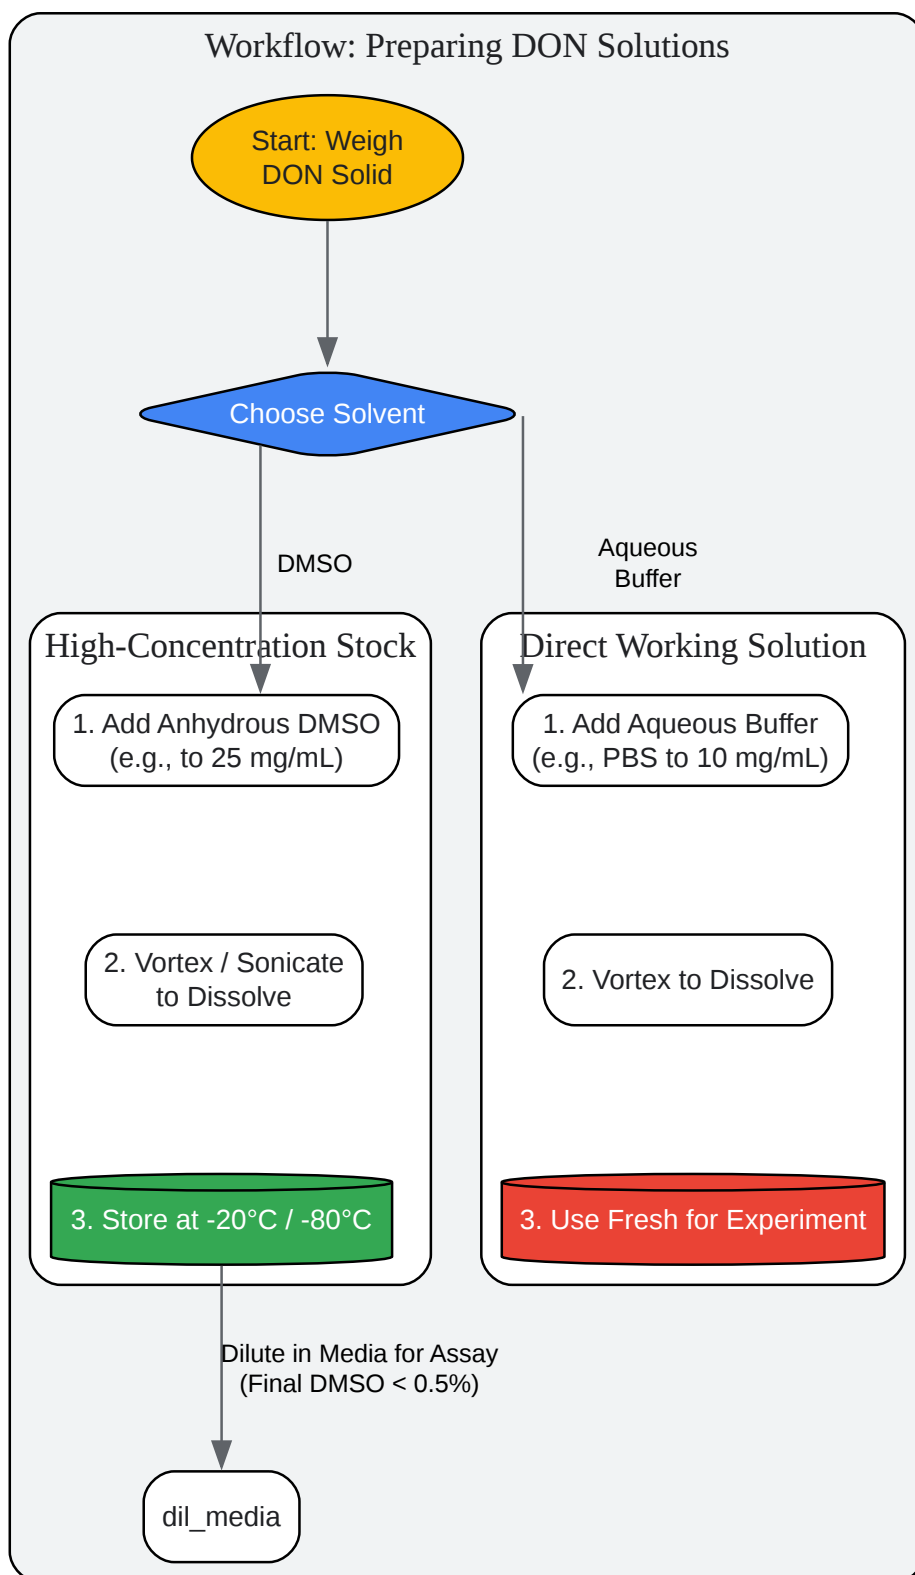 Workflow: Preparing DON Solutions
Start: Weigh
DON Solid
Choose Solvent
DMSO
Aqueous
Buffer
High-Concentration Stock
1. Add Anhydrous DMSO
(e.g., to 25 mg/mL)
2. Vortex / Sonicate
to Dissolve
3. Store at -20°C / -80°C
Direct Working Solution
1. Add Aqueous Buffer
(e.g., PBS to 10 mg/mL)
2. Vortex to Dissolve
3. Use Fresh for Experiment
Dilute in Media for Assay
(Final DMSO < 0.5%)
dil_media